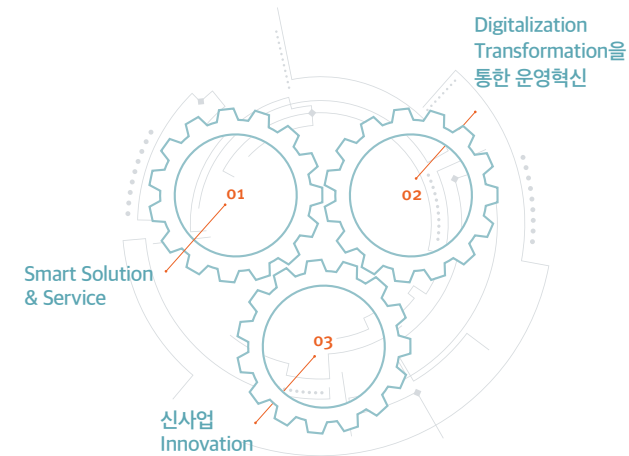 Digitalization
Transformation을
통한 운영혁신
01
02
Smart Solution
& Service
03
신사업
Innovation